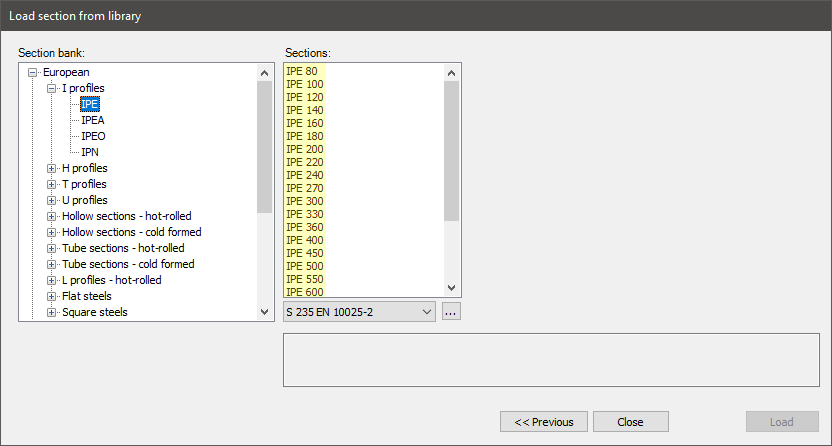 Load section from library
Section bank:
European
I profiles
IPE
IPEA
IPEO
IPN
H profiles
T profiles
U profiles
Hollow sections - hot-rolled
Hollow sections - cold formed
Tube sections - hot-rolled
Tube sections - cold formed
L profiles - hot-rolled
Flat steels
Square steels
Sections:
IPE 80
IPE 100
IPE 120
IPE 140
IPE 160
IPE 180
IPE 200
IPE 220
IPE 240
IPE 270
IPE 300
IPE 330
IPE 360
IPE 400
IPE 450
IPE 500
IPE 550
IPE 600
S 235 EN 10025-2
...
<< Previous
Close
Load